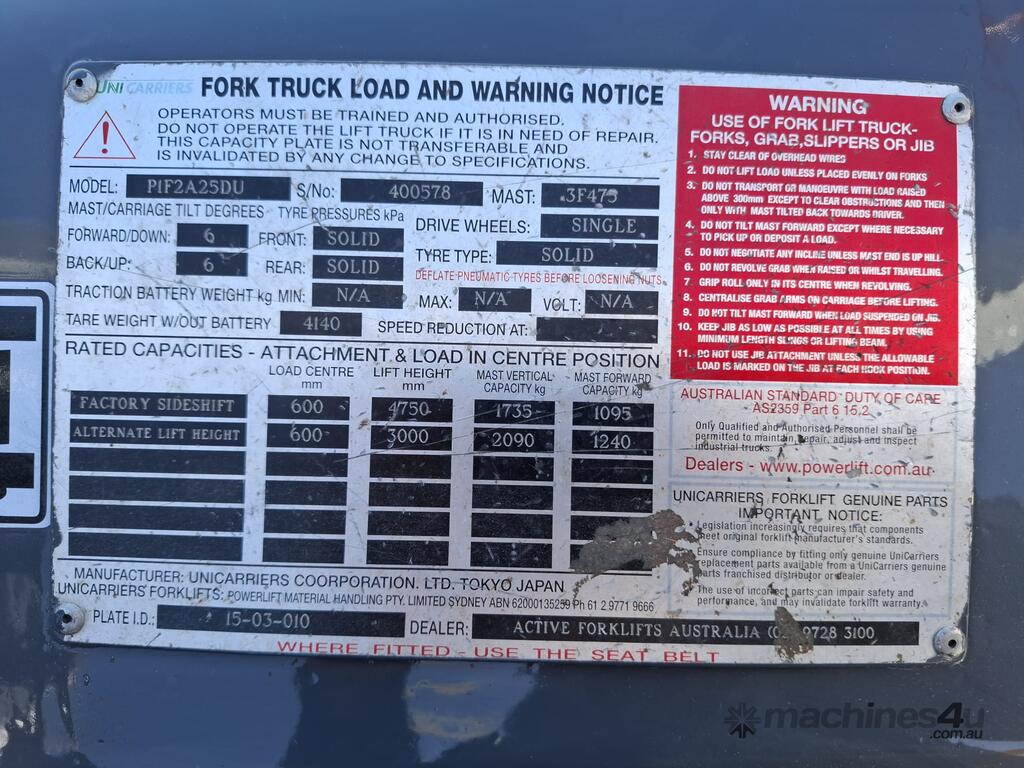 UNICARRIERS FORK TRUCK LOAD AND WARNING NOTICE
OPERATORS MUST BE TRAINED AND AUTHORISED.
DO NOT OPERATE THE LIFT TRUCK IF IT IS IN NEED OF REPAIR.
THIS CAPACITY PLATE IS NOT TRANSFERABLE AND
IS INVALIDATED BY ANY CHANGE TO SPECIFICATIONS.
MODEL: P1F2A25DU S/No: 400578 MAST: 3F475
MAST/CARRIAGE TILT DEGREES TYRE PRESSURES kPa DRIVE WHEELS: SINGLE
FORWARD/DOWN: 6 FRONT: SOLID
BACK/UP: 6 REAR: SOLID TYRE TYPE: SOLID
DEFLATE PNEUMATIC TYRES BEFORE LOOSENING NUTS
TRACTION BATTERY WEIGHT kg MIN: N/A MAX: N/A VOLT: N/A
TARE WEIGHT W/OUT BATTERY 4140 SPEED REDUCTION AT:
RATED CAPACITIES - ATTACHMENT & LOAD IN CENTRE POSITION
LOAD CENTRE mm LIFT HEIGHT mm MAST VERTICAL CAPACITY kg MAST FORWARD CAPACITY kg
FACTORY SIDESHIFT 600 4750 1735 1095
ALTERNATE LIFT HEIGHT 600 3000 2090 1240
MANUFACTURER: UNICARRIERS COORPORATION. LTD. TOKYO JAPAN
UNICARRIERS FORKLIFTS: POWERLIFT MATERIAL HANDLING PTY. LIMITED SYDNEY ABN 62000135259 Ph 61 2 9771 9666
PLATE I.D.: 15-03-010 DEALER: ACTIVE FORKLIFTS AUSTRALIA 9728 3100
WHERE FITTED - USE THE SEAT BELT
WARNING
USE OF FORK LIFT TRUCK-
FORKS, GRAB, SLIPPERS OR JIB
1. STAY CLEAR OF OVERHEAD WIRES
2. DO NOT LIFT LOAD UNLESS PLACED EVENLY ON FORKS
3. DO NOT TRANSPORT OR MANOEUVRE WITH LOAD RAISED
ABOVE 300mm EXCEPT TO CLEAR OBSTRUCTIONS AND THEN
ONLY WITH MAST TILTED BACK TOWARDS DRIVER.
4. DO NOT TILT MAST FORWARD EXCEPT WHERE NECESSARY
TO PICK UP OR DEPOSIT A LOAD.
5. DO NOT NEGOTIATE ANY INCLINE UNLESS MAST END IS UP HILL.
6. DO NOT REVOLVE GRAB WHEN RAISED OR WHILST TRAVELLING.
7. GRIP ROLL ONLY IN ITS CENTRE WHEN REVOLVING.
8. CENTRALISE GRAB ARMS ON CARRIAGE BEFORE LIFTING.
9. DO NOT TILT MAST FORWARD WHEN LOAD SUSPENDED ON JIB.
10. KEEP JIB AS LOW AS POSSIBLE AT ALL TIMES BY USING
MINIMUM LENGTH SLINGS OR LIFTING BEAM.
11. DO NOT USE JIB ATTACHMENT UNLESS THE ALLOWABLE
LOAD IS MARKED ON THE JIB AT EACH HOOK POSITION.
AUSTRALIAN STANDARD DUTY OF CARE
AS2359 Part 6 15.2
Only Qualified and Authorised Personnel shall be
permitted to maintain, repair, adjust and inspect
industrial trucks.
Dealers - www.powerlift.com.au
UNICARRIERS FORKLIFT GENUINE PARTS
IMPORTANT NOTICE:
Legislation increasingly requires that components
meet original forklift manufacturer's standards.
Ensure compliance by fitting only genuine UniCarriers
replacement parts available from a UniCarriers genuine
parts franchised distributor or dealer.
The use of incorrect parts can impair safety and
performance, and may invalidate forklift warranty.
machines4u
.com.au